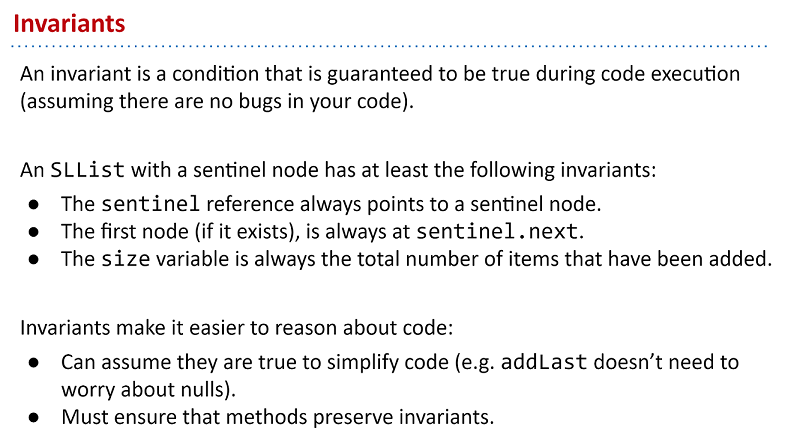 Invariants
An invariant is a condition that is guaranteed to be true during code execution
(assuming there are no bugs in your code).
An SLList with a sentinel node has at least the following invariants:
● The sentinel reference always points to a sentinel node.
● The first node (if it exists), is always at sentinel.next.
● The size variable is always the total number of items that have been added.
Invariants make it easier to reason about code:
● Can assume they are true to simplify code (e.g. addLast doesn’t need to
worry about nulls).
● Must ensure that methods preserve invariants.